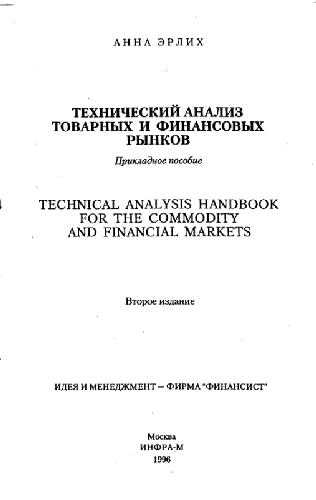 АННА ЭРЛИХ
ТЕХНИЧЕСКИЙ АНАЛИЗ
ТОВАРНЫХ И ФИНАНСОВЫХ
РЫНКОВ
Прикладное пособие
TECHNICAL ANALYSIS HANDBOOK
FOR THE COMMODITY
AND FINANCIAL MARKETS
Второе издание
ИДЕЯ И МЕНЕДЖМЕНТ — ФИРМА "ФИНАНСИСТ"
Москва
ИНФРА-М
1996